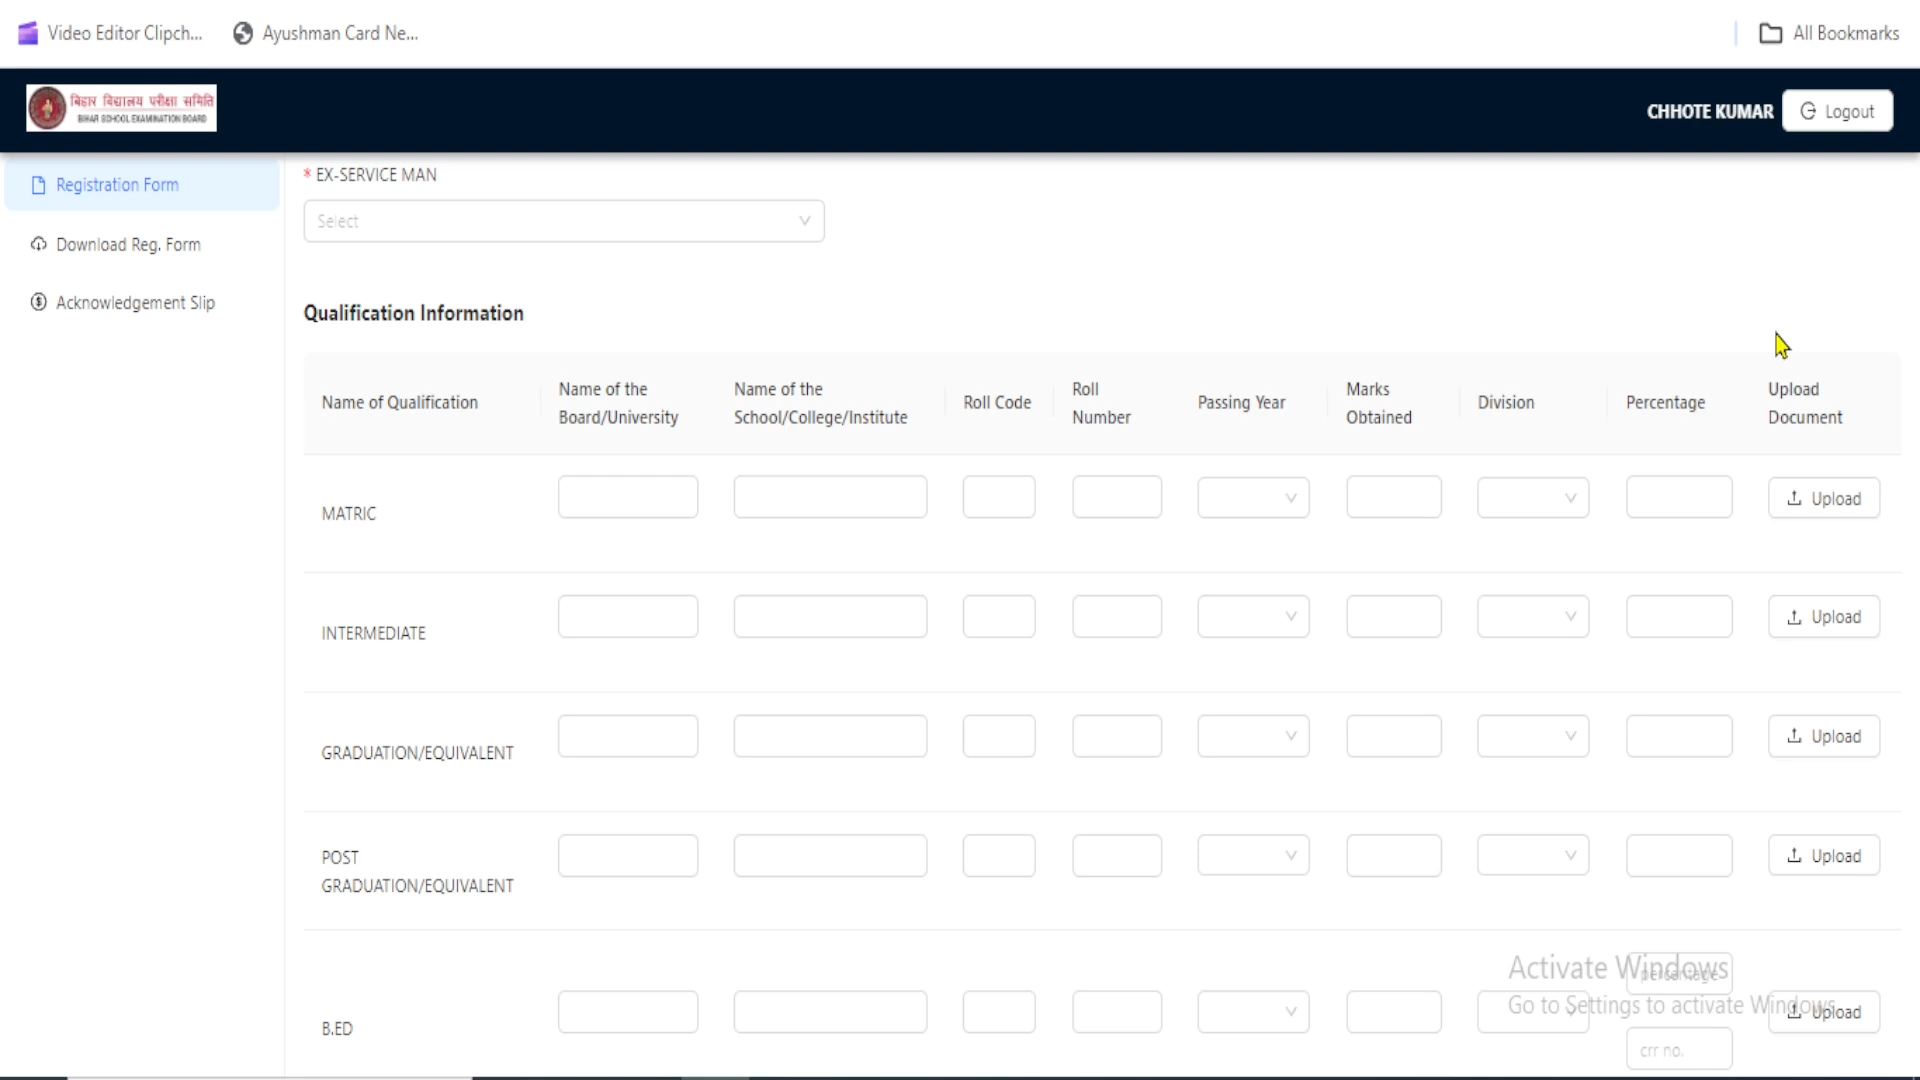 Video Editor Clipch...
Ayushman Card Ne...
All Bookmarks
बिहार विद्यालय परीक्षा समिति
BIHAR SCHOOL EXAMINATION BOARD
CHHOTE KUMAR
Logout
Registration Form
Download Reg. Form
Acknowledgement Slip
* EX-SERVICE MAN
Select
Qualification Information
Name of Qualification
Name of the
Board/University
Name of the
School/College/Institute
Roll Code
Roll
Number
Passing Year
Marks
Obtained
Division
Percentage
Upload
Document
MATRIC
Upload
INTERMEDIATE
Upload
GRADUATION/EQUIVALENT
Upload
POST
GRADUATION/EQUIVALENT
Upload
B.ED
percentage
crr no.
Upload
Activate Windows
Go to Settings to activate Windows.